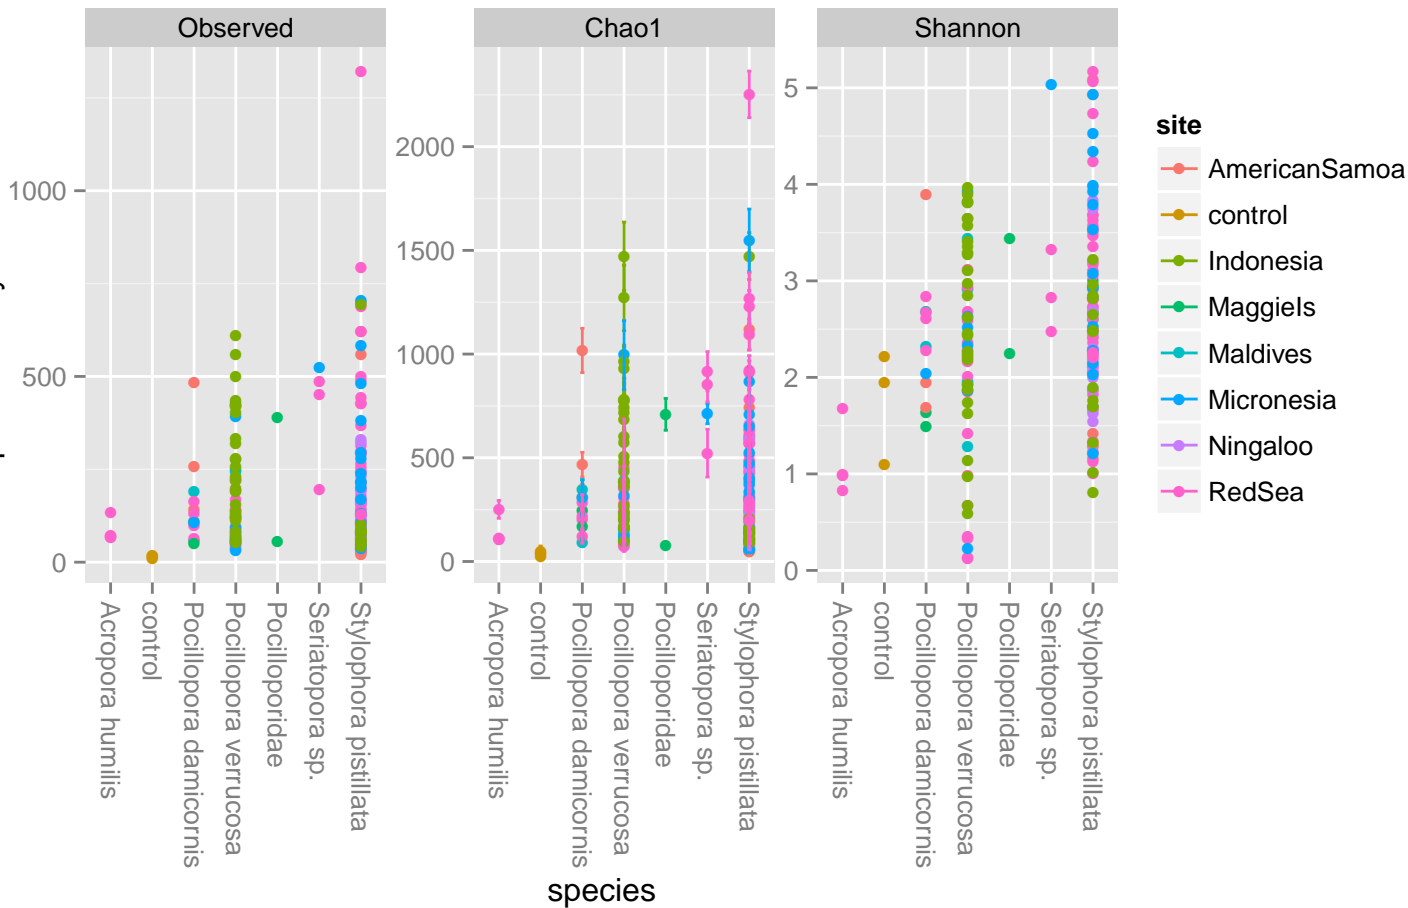 Observed
Chao1
Shannon
1000
500
0
2000
1500
1000
500
0
5
4
3
2
1
0
Acropora humilis
control
Pocillopora damicornis
Pocillopora verrucosa
Pocilloporidae
Seriatopora sp.
Stylophora pistillata
Acropora humilis
control
Pocillopora damicornis
Pocillopora verrucosa
Pocilloporidae
Seriatopora sp.
Stylophora pistillata
Acropora humilis
control
Pocillopora damicornis
Pocillopora verrucosa
Pocilloporidae
Seriatopora sp.
Stylophora pistillata
species
site
AmericanSamoa
control
Indonesia
MaggieIs
Maldives
Micronesia
Ningaloo
RedSea